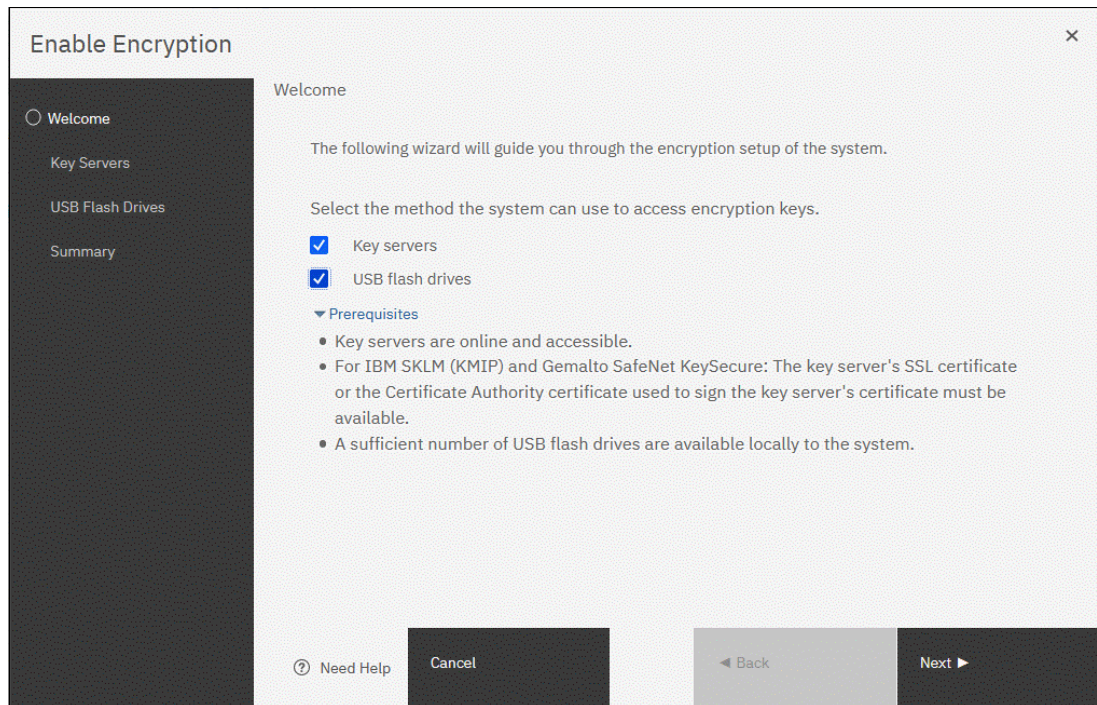 Enable Encryption
Welcome
Key Servers
USB Flash Drives
Summary
Welcome
The following wizard will guide you through the encryption setup of the system.
Select the method the system can use to access encryption keys.
Key servers
USB flash drives
Prerequisites
Key servers are online and accessible.
For IBM SKLM (KMIP) and Gemalto SafeNet KeySecure: The key server's SSL certificate
or the Certificate Authority certificate used to sign the key server's certificate must be
available.
A sufficient number of USB flash drives are available locally to the system.
Need Help
Cancel
Back
Next